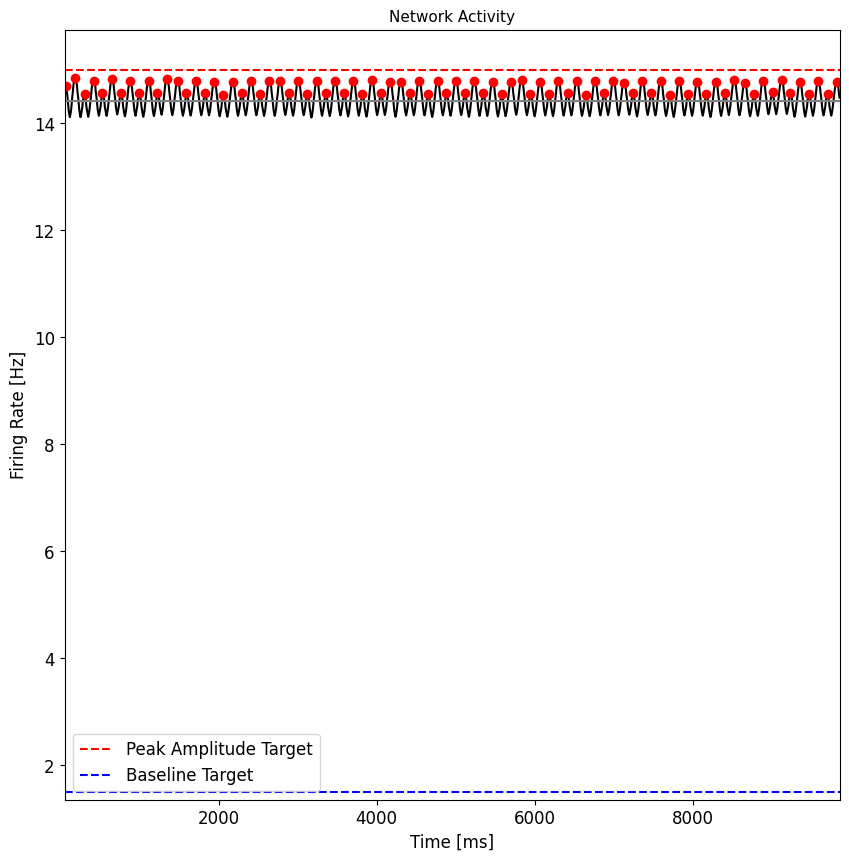 Network Activity
Firing Rate [Hz]
14
12
10
8
6
4
2
Peak Amplitude Target
Baseline Target
2000 4000 6000 8000
Time [ms]